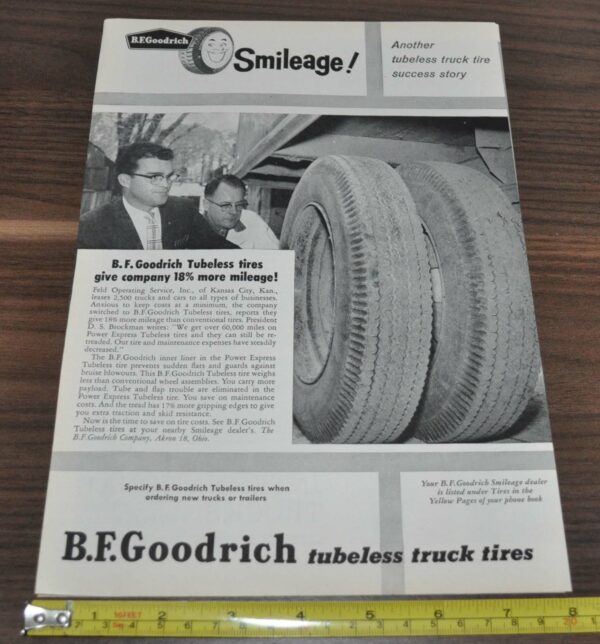 B.F.Goodrich
Smileage!
Another
tubeless truck tire
success story
B.F. Goodrich Tubeless tires
give company 18% more mileage!
Feld Operating Service, Inc., of Kansas City, Kan.,
leases 2,500 trucks and cars to all types of businesses.
Anxious to keep costs at a minimum, the company
switched to B.F.Goodrich Tubeless tires, reports they
give 18% more mileage than conventional tires. President
D. S. Brockman writes: "We get over 60,000 miles on
Power Express Tubeless tires and they can still be re-
treaded. Our tire and maintenance expenses have steadily
decreased."
The B.F.Goodrich inner liner in the Power Express
Tubeless tire prevents sudden flats and guards against
bruise blowouts. This B.F.Goodrich Tubeless tire weighs
less than conventional wheel assemblies. You carry more
payload. Tube and flap trouble are eliminated in the
Power Express Tubeless tire. You save on maintenance
costs. And the tread has 17% more gripping edges to give
you extra traction and skid resistance.
Now is the time to save on tire costs. See B.F.Goodrich
Tubeless tires at your nearby Smileage dealer's. The
B.F.Goodrich Company, Akron 18, Ohio.
Specify B.F. Goodrich Tubeless tires when
ordering new trucks or trailers
Your B.F.Goodrich Smileage dealer
is listed under Tires in the
Yellow Pages of your phone book
B.F.Goodrich tubeless truck tires
1 2 3 4 5 6 7 8